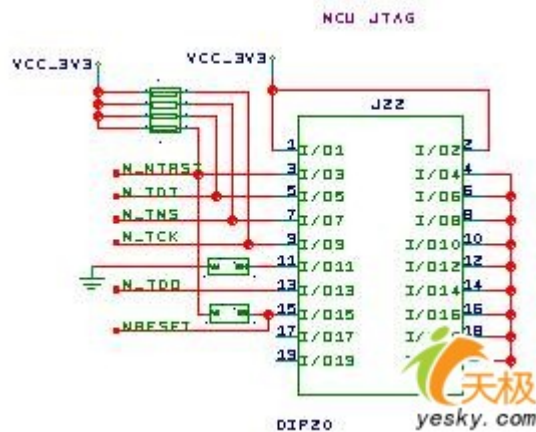 NCU JTAG
VCC_3V3
VCC_3V3
J22
1 I/O1 I/O2 2
N_NTRST 3 I/O3 I/O4 4
N_TDI 5 I/O5 I/O6 6
N_TNS 7 I/O7 I/O8 8
N_TCK 9 I/O9 I/O10 10
11 I/O11 I/O12 12
N_TDO 13 I/O13 I/O14 14
15 I/O15 I/O16 16
NRESET 17 I/O17 18
19 I/O19
天极
yesky.com
DIP20